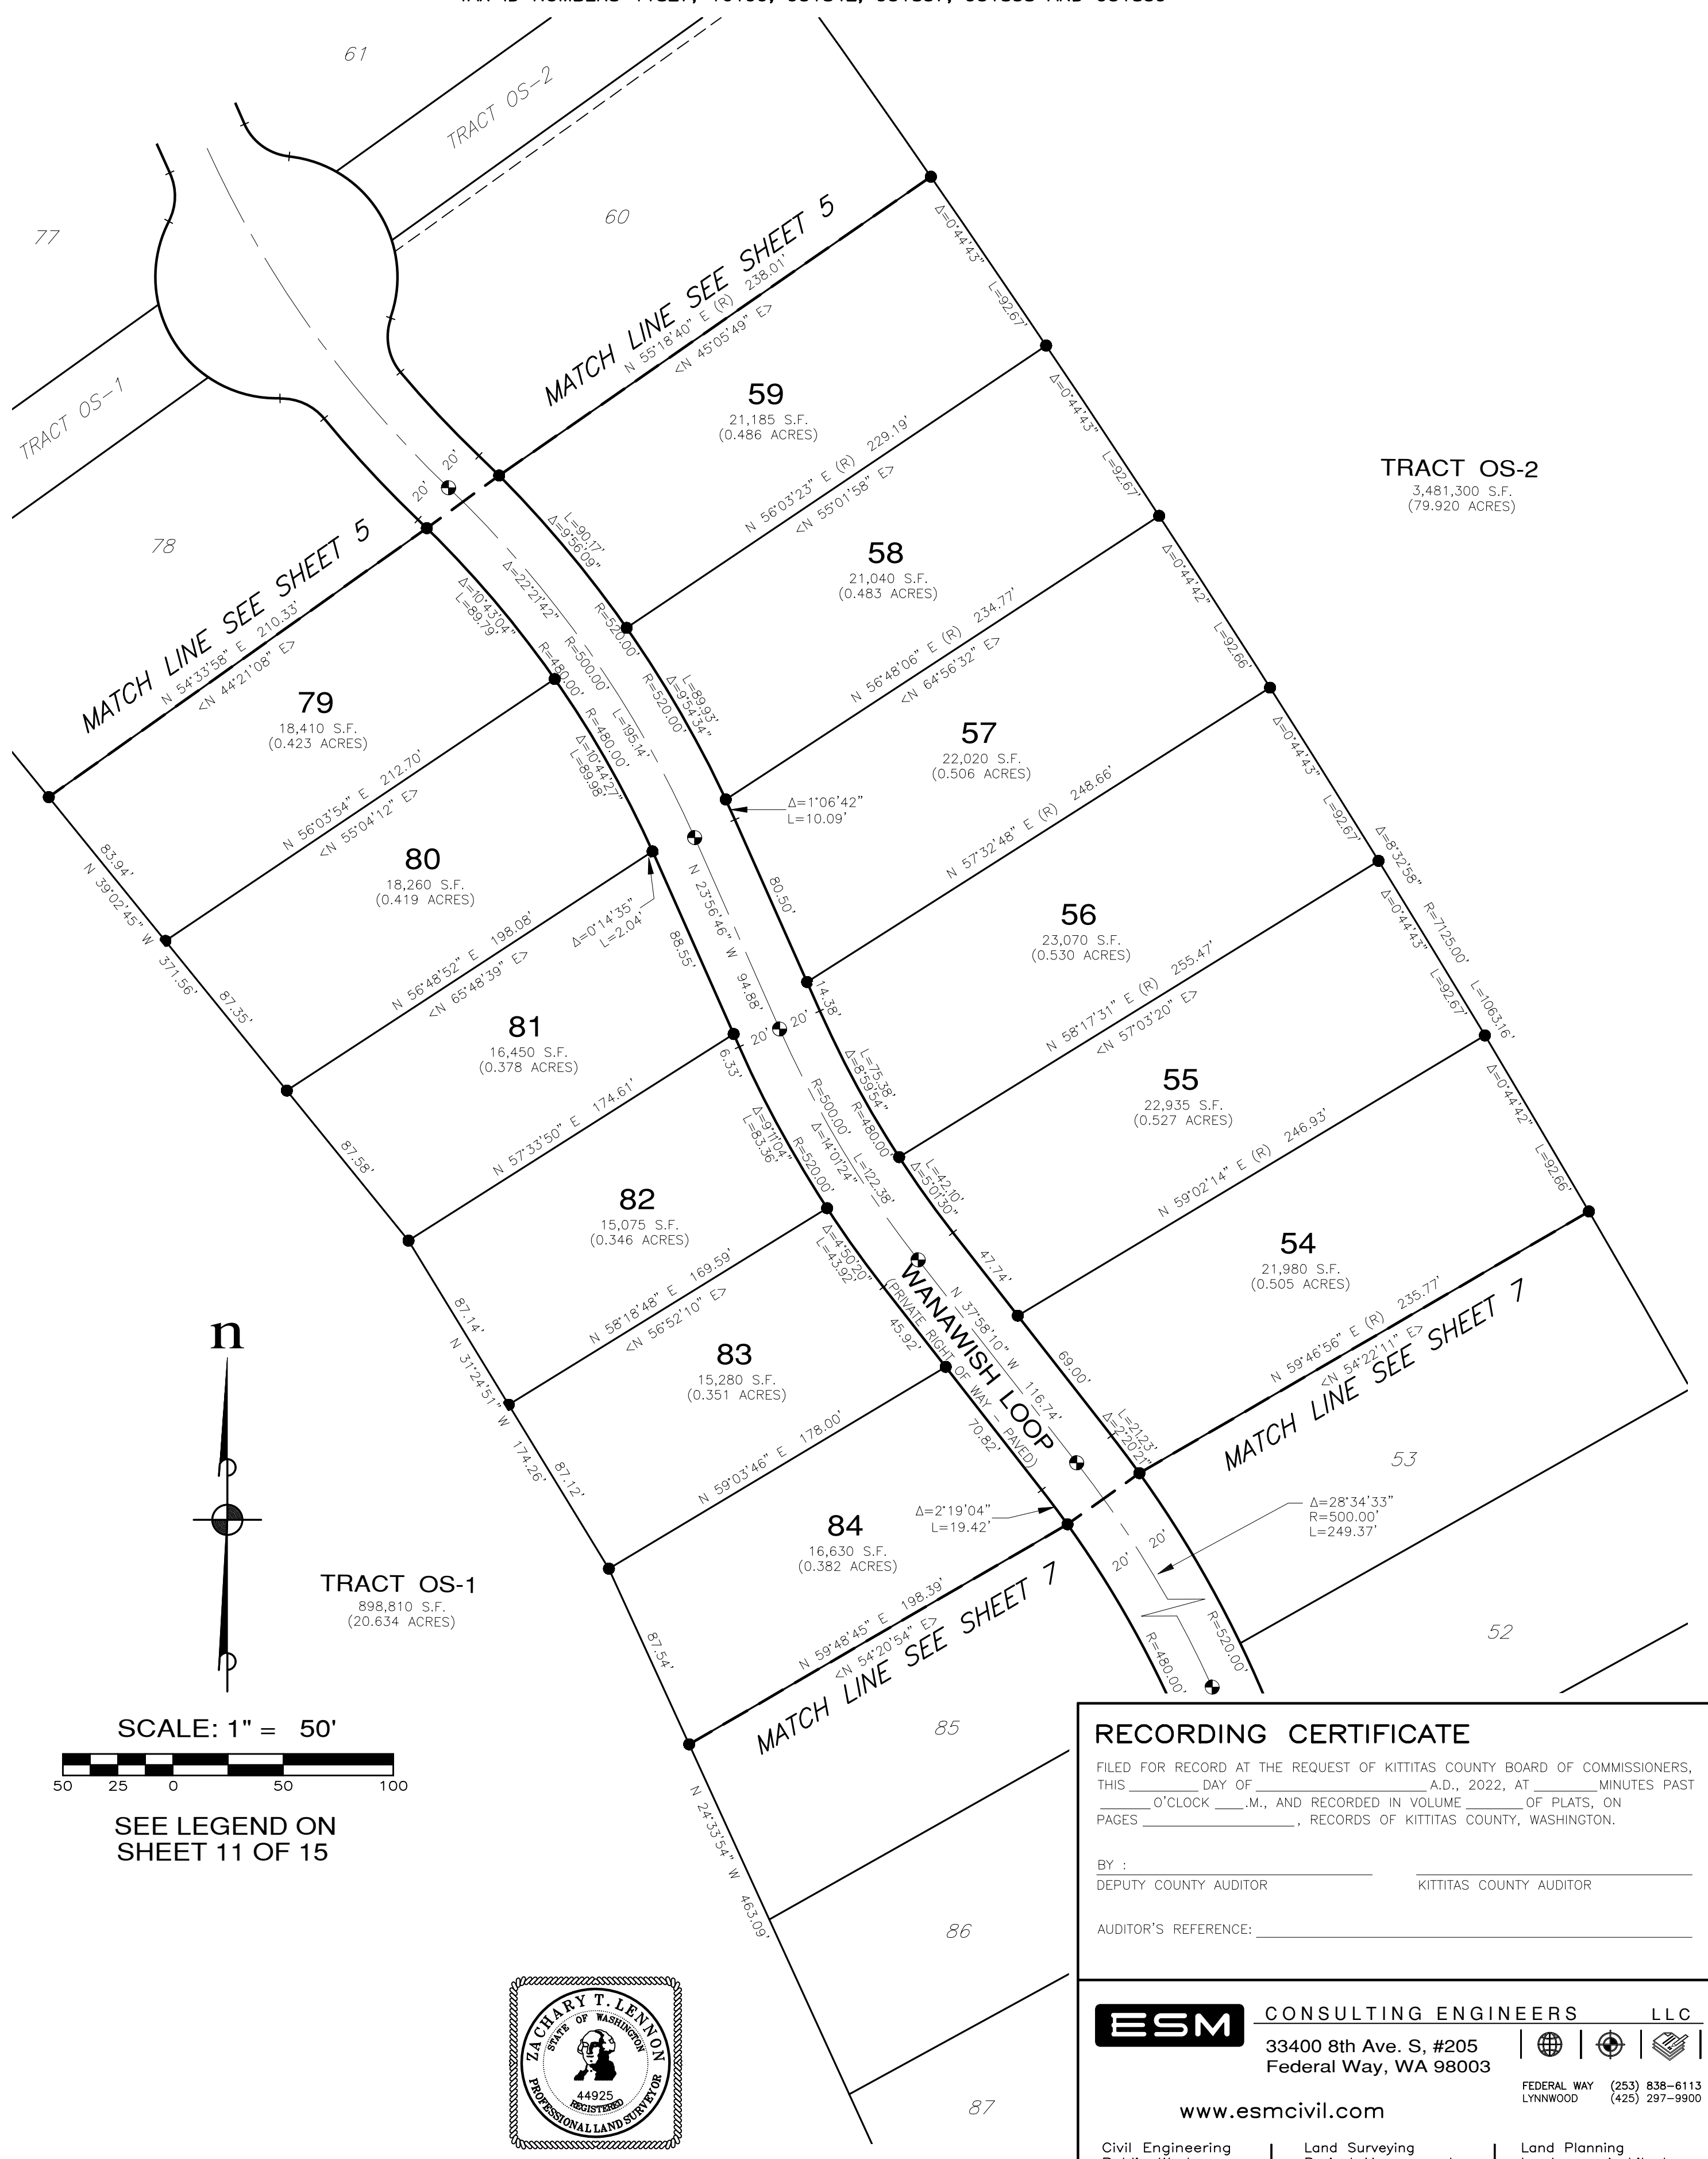 61
TRACT OS-2
60
77
TRACT OS-1
78
MATCH LINE SEE SHEET 5
N 55°18'40" E (R) 238.01'
<N 45°05'49" E>
Δ=0°44'43"
L=92.67'
59
21,185 S.F.
(0.486 ACRES)
20'
20'
L=90.17'
Δ=9°56'09"
R=520.00'
N 56°03'23" E (R) 229.19'
<N 55°01'58" E>
Δ=0°44'43"
L=92.67'
TRACT OS-2
3,481,300 S.F.
(79.920 ACRES)
58
21,040 S.F.
(0.483 ACRES)
MATCH LINE SEE SHEET 5
N 54°33'58" E 210.33'
<N 44°21'08" E>
Δ=10°43'04"
L=89.79'
R=480.00'
Δ=22°21'42"
R=500.00'
L=195.14'
L=89.93'
Δ=9°54'34"
R=520.00'
N 56°48'06" E (R) 234.77'
<N 64°56'32" E>
Δ=0°44'42"
L=92.66'
79
18,410 S.F.
(0.423 ACRES)
57
22,020 S.F.
(0.506 ACRES)
R=480.00'
Δ=10°44'27"
L=89.98'
N 56°03'54" E 212.70'
<N 55°04'12" E>
Δ=1°06'42"
L=10.09'
N 57°32'48" E (R) 248.66'
Δ=0°44'43"
L=92.67'
83.94'
N 39°02'45" W 371.56'
80
18,260 S.F.
(0.419 ACRES)
Δ=0°14'35"
L=2.04'
N 23°56'46" W 94.88'
80.50'
88.55'
56
23,070 S.F.
(0.530 ACRES)
Δ=8°32'58"
R=7125.00'
L=1063.16'
Δ=0°44'43"
L=92.67'
N 56°48'52" E 198.08'
<N 65°48'39" E>
87.35'
14.38'
20'
20'
N 58°17'31" E (R) 255.47'
<N 57°03'20" E>
81
16,450 S.F.
(0.378 ACRES)
6.33'
L=75.38'
Δ=8°59'54"
R=480.00'
55
22,935 S.F.
(0.527 ACRES)
Δ=0°44'42"
L=92.66'
N 57°33'50" E 174.61'
87.58'
Δ=9°11'04"
L=83.36'
R=520.00'
R=500.00'
Δ=14°01'24"
L=122.38'
L=42.10'
Δ=5°01'30"
N 59°02'14" E (R) 246.93'
82
15,075 S.F.
(0.346 ACRES)
Δ=4°50'20"
L=43.92'
47.74'
54
21,980 S.F.
(0.505 ACRES)
N 58°18'48" E 169.59'
<N 56°52'10" E>
87.14'
N 31°24'51" W 174.26'
WANAWISH LOOP
(PRIVATE RIGHT OF WAY - PAVED)
N 37°58'10" W 116.74'
45.92'
69.00'
N 59°46'56" E (R) 235.77'
<N 54°22'11" E>
MATCH LINE SEE SHEET 7
83
15,280 S.F.
(0.351 ACRES)
70.82'
L=21.23'
Δ=2°20'21"
53
N 59°03'46" E 178.00'
87.12'
84
16,630 S.F.
(0.382 ACRES)
Δ=2°19'04"
L=19.42'
Δ=28°34'33"
R=500.00'
L=249.37'
20'
20'
52
N 59°48'45" E 198.39'
<N 54°20'54" E>
MATCH LINE SEE SHEET 7
R=480.00'
R=520.00'
87.54'
TRACT OS-1
898,810 S.F.
(20.634 ACRES)
85
N 24°33'54" W 463.09'
86
87
n
SCALE: 1" = 50'
50 25 0 50 100
SEE LEGEND ON
SHEET 11 OF 15
ZACHARY T. LENNON
STATE OF WASHINGTON
44925
REGISTERED
PROFESSIONAL LAND SURVEYOR
RECORDING CERTIFICATE
FILED FOR RECORD AT THE REQUEST OF KITTITAS COUNTY BOARD OF COMMISSIONERS,
THIS DAY OF A.D., 2022, AT MINUTES PAST
O'CLOCK .M., AND RECORDED IN VOLUME OF PLATS, ON
PAGES , RECORDS OF KITTITAS COUNTY, WASHINGTON.
BY :
DEPUTY COUNTY AUDITOR KITTITAS COUNTY AUDITOR
AUDITOR'S REFERENCE:
ESM CONSULTING ENGINEERS LLC
33400 8th Ave. S, #205
Federal Way, WA 98003
FEDERAL WAY (253) 838-6113
LYNNWOOD (425) 297-9900
www.esmcivil.com
Civil Engineering Land Surveying Land Planning